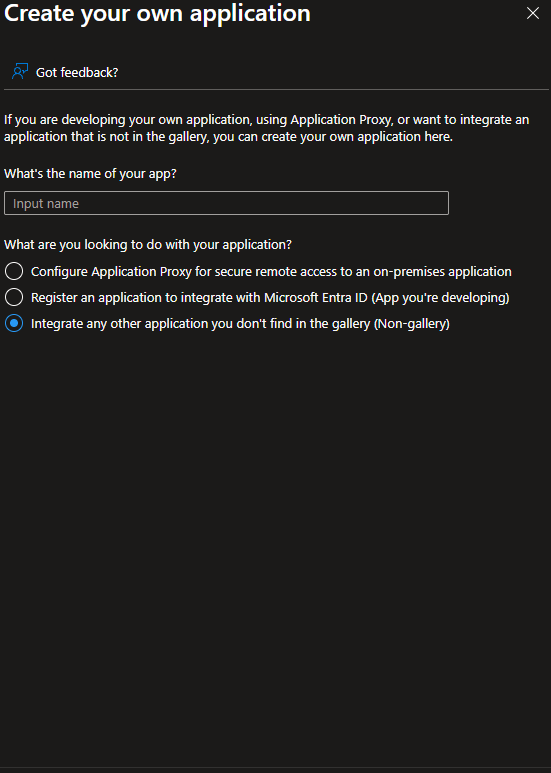 Create your own application
Got feedback?
If you are developing your own application, using Application Proxy, or want to integrate an
application that is not in the gallery, you can create your own application here.
What's the name of your app?
Input name
What are you looking to do with your application?
Configure Application Proxy for secure remote access to an on-premises application
Register an application to integrate with Microsoft Entra ID (App you're developing)
Integrate any other application you don't find in the gallery (Non-gallery)